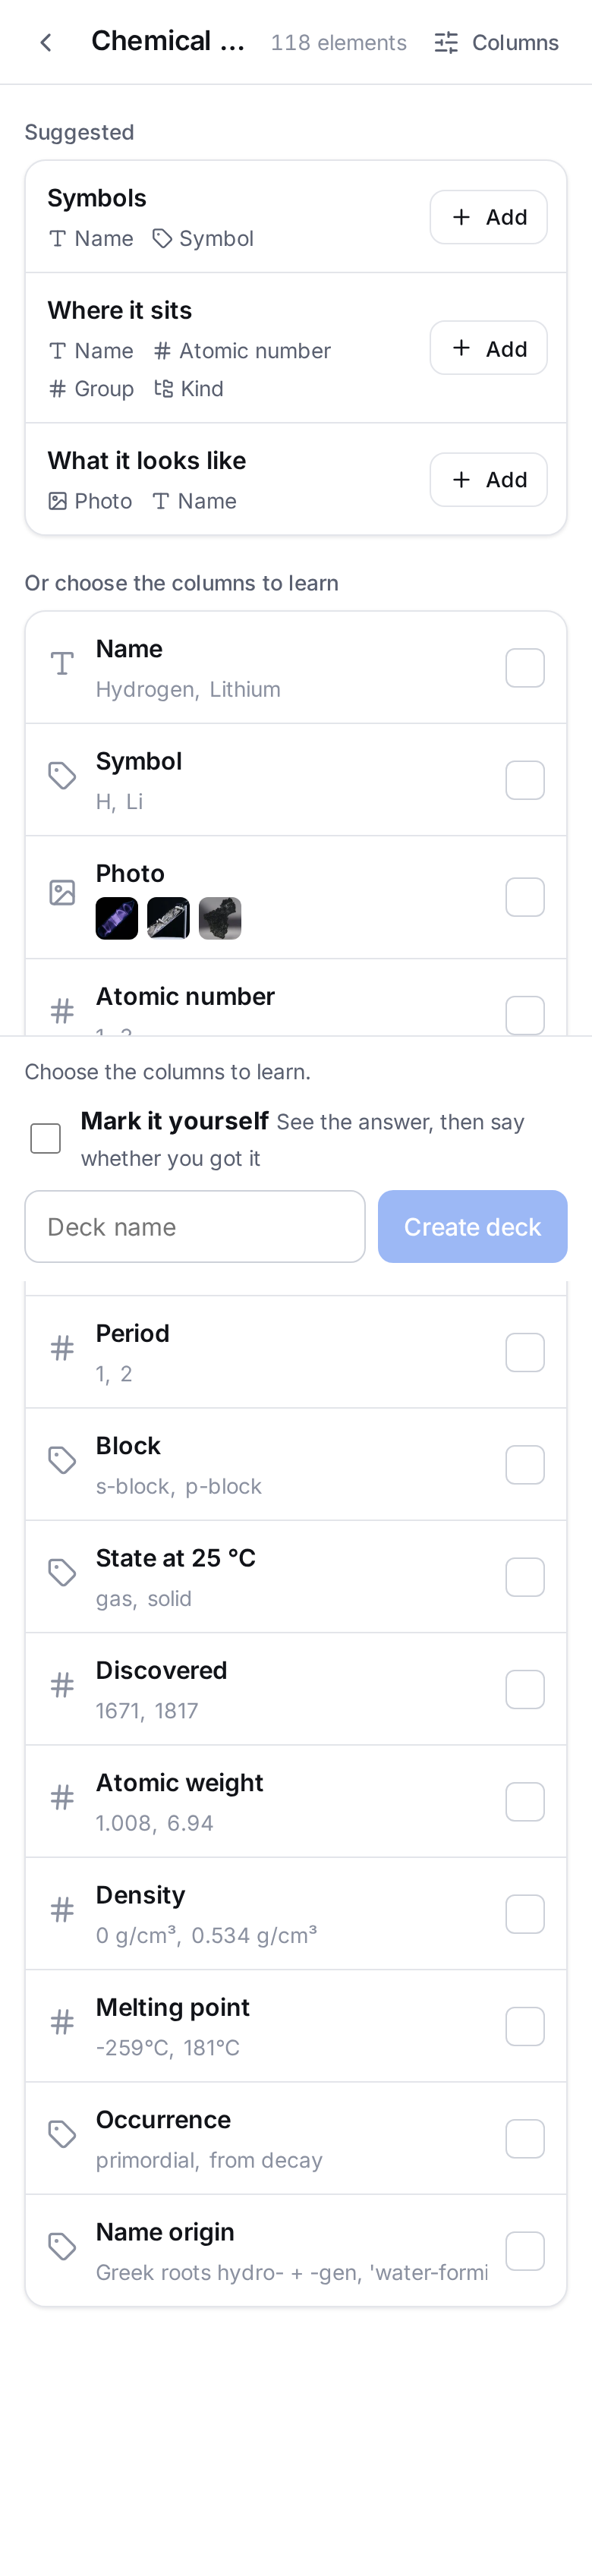 Chemical ... 118 elements Columns
Suggested
Symbols
Name Symbol
Add
Where it sits
Name Atomic number
Group Kind
Add
What it looks like
Photo Name
Add
Or choose the columns to learn
Name
Hydrogen, Lithium
Symbol
H, Li
Photo
Atomic number
Choose the columns to learn.
Mark it yourself See the answer, then say
whether you got it
Deck name Create deck
Period
1, 2
Block
s-block, p-block
State at 25 °C
gas, solid
Discovered
1671, 1817
Atomic weight
1.008, 6.94
Density
0 g/cm³, 0.534 g/cm³
Melting point
-259°C, 181°C
Occurrence
primordial, from decay
Name origin
Greek roots hydro- + -gen, 'water-formi